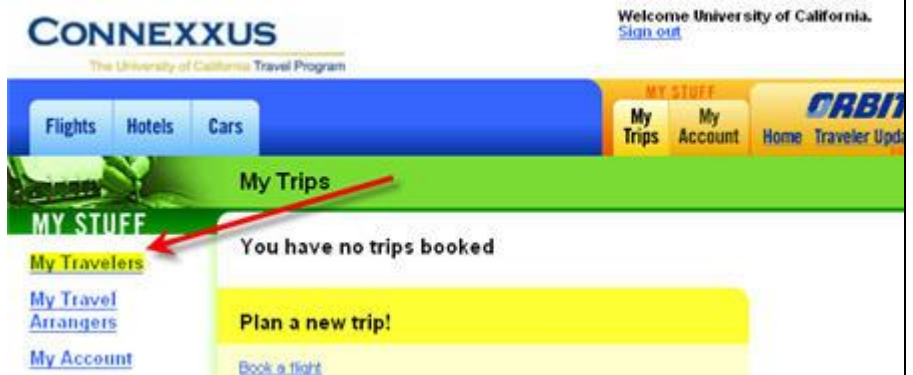 CONNEXXUS
The University of California Travel Program
Welcome University of California.
Sign out
Flights Hotels Cars
MY STUFF
My Trips
My Account
Home Traveler
My Trips
MY STUFF
My Travelers
My Travel
Arrangers
My Account
You have no trips booked
Plan a new trip!
Book a flight